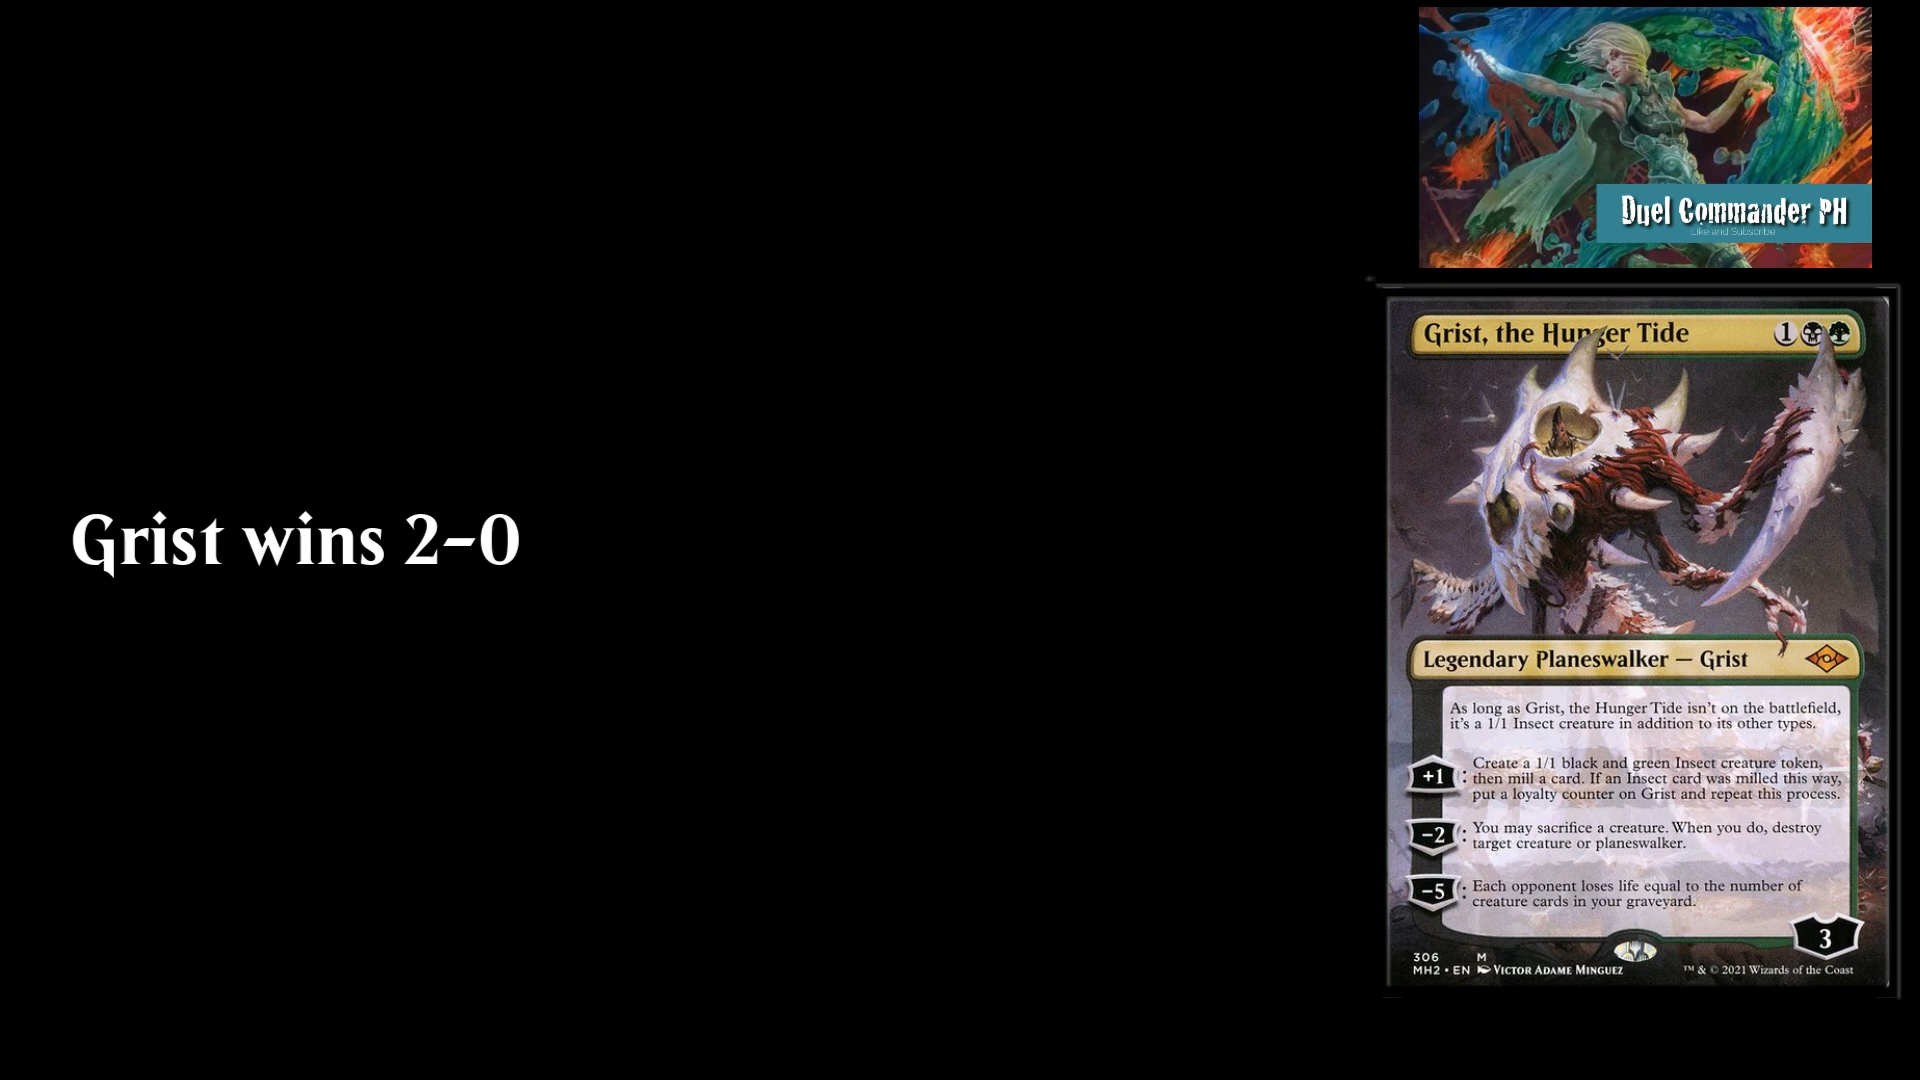 Duel Commander PH
Like and Subscribe
Grist wins 2-0
Grist, the Hunger Tide 1
Legendary Planeswalker — Grist
As long as Grist, the Hunger Tide isn't on the battlefield,
it's a 1/1 Insect creature in addition to its other types.
+1: Create a 1/1 black and green Insect creature token,
then mill a card. If an Insect card was milled this way,
put a loyalty counter on Grist and repeat this process.
−2: You may sacrifice a creature. When you do, destroy
target creature or planeswalker.
−5: Each opponent loses life equal to the number of
creature cards in your graveyard.
3
306 M
MH2 • EN Victor Adame Minguez
™ & © 2021 Wizards of the Coast